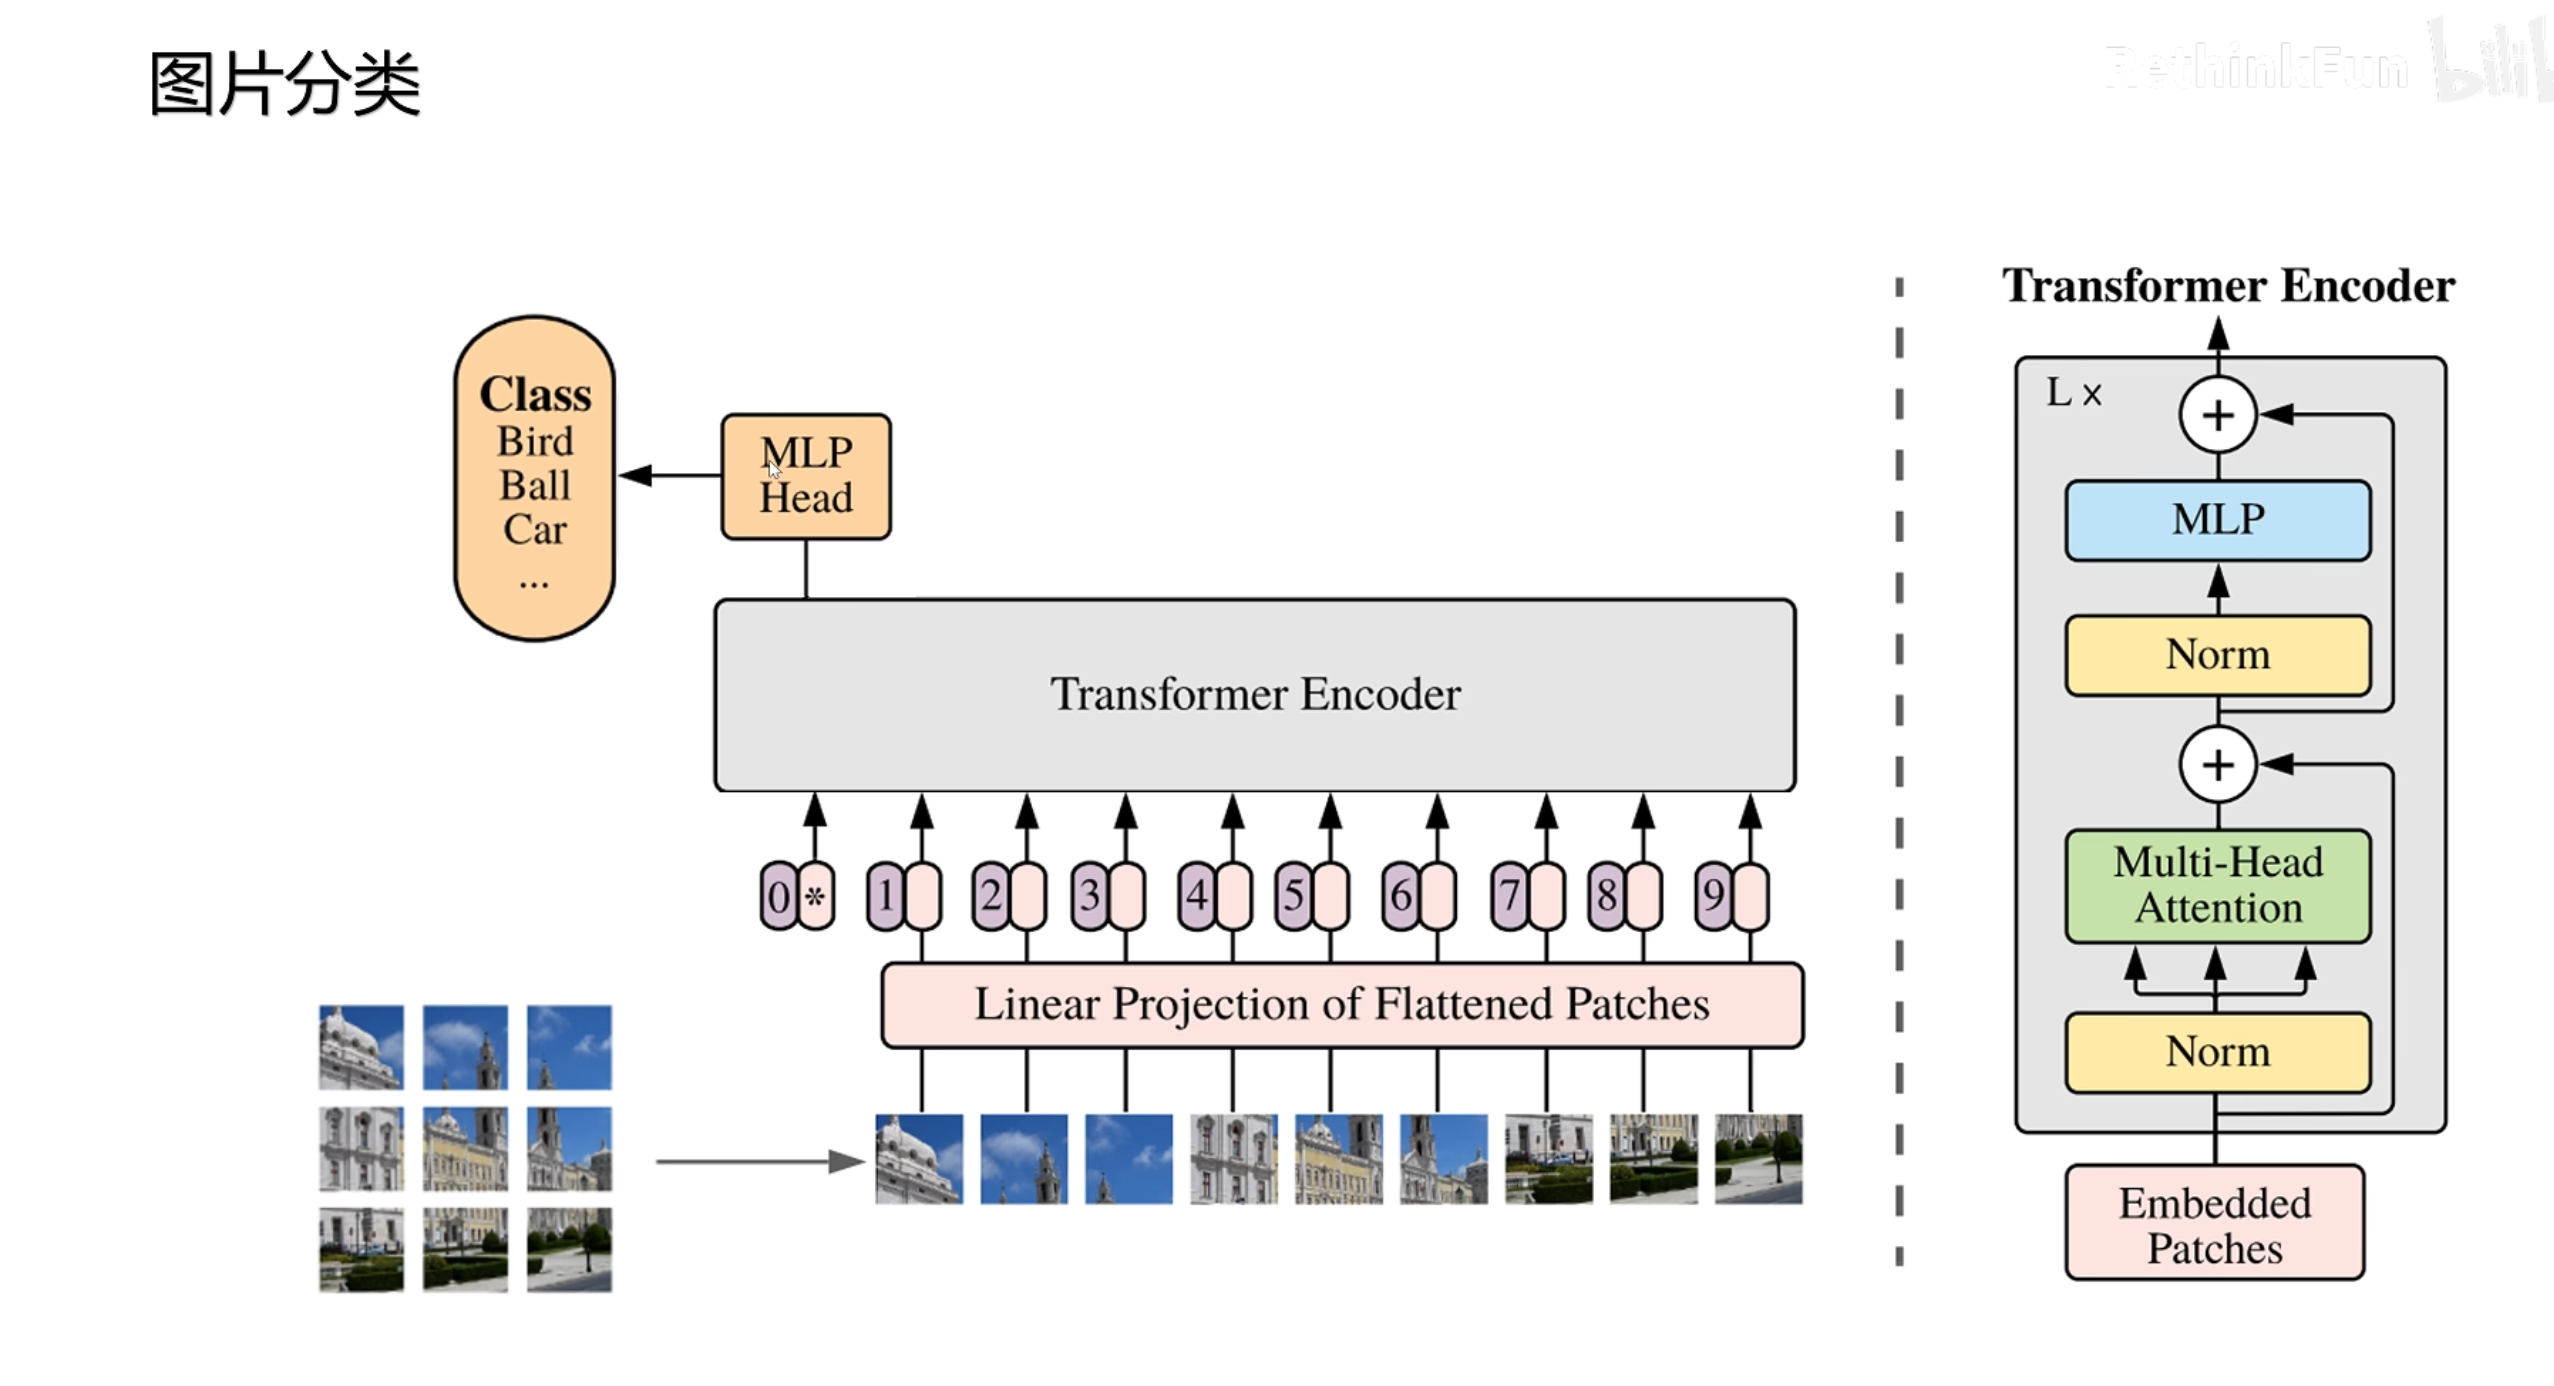 图片分类
RethinkFun bilibili
Transformer Encoder
L ×
+
MLP
Norm
+
Multi-Head
Attention
Norm
Embedded
Patches
Class
Bird
Ball
Car
...
MLP
Head
Transformer Encoder
0 * 1 2 3 4 5 6 7 8 9
Linear Projection of Flattened Patches